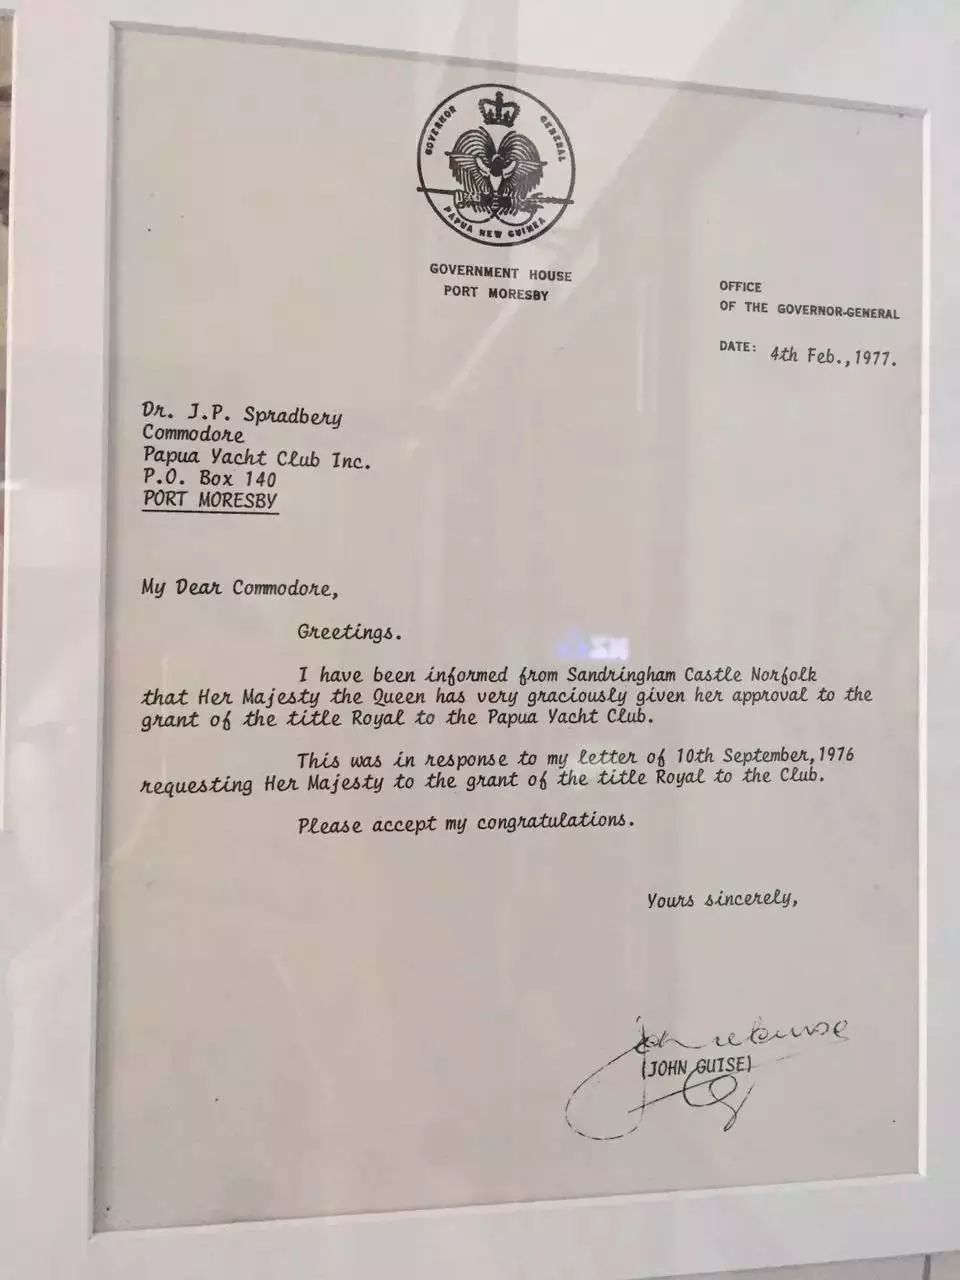 GOVERNOR GENERAL
PAPUA NEW GUINEA
GOVERNMENT HOUSE
PORT MORESBY
OFFICE
OF THE GOVERNOR-GENERAL
DATE: 4th Feb.,1977.
Dr. J.P. Spradbery
Commodore
Papua Yacht Club Inc.
P.O. Box 140
PORT MORESBY
My Dear Commodore,
Greetings.
I have been informed from Sandringham Castle Norfolk
that Her Majesty the Queen has very graciously given her approval to the
grant of the title Royal to the Papua Yacht Club.
This was in response to my letter of 10th September,1976
requesting Her Majesty to the grant of the title Royal to the Club.
Please accept my congratulations.
Yours sincerely,
John Guise
(JOHN GUISE)